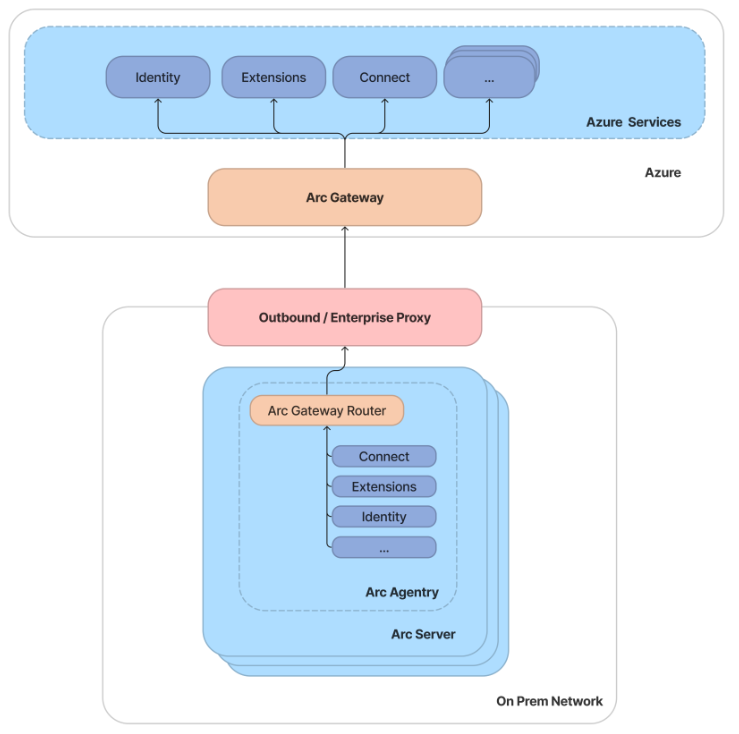 Identity
Extensions
Connect
...
Azure Services
Azure
Arc Gateway
Outbound / Enterprise Proxy
Arc Gateway Router
Connect
Extensions
Identity
...
Arc Agentry
Arc Server
On Prem Network